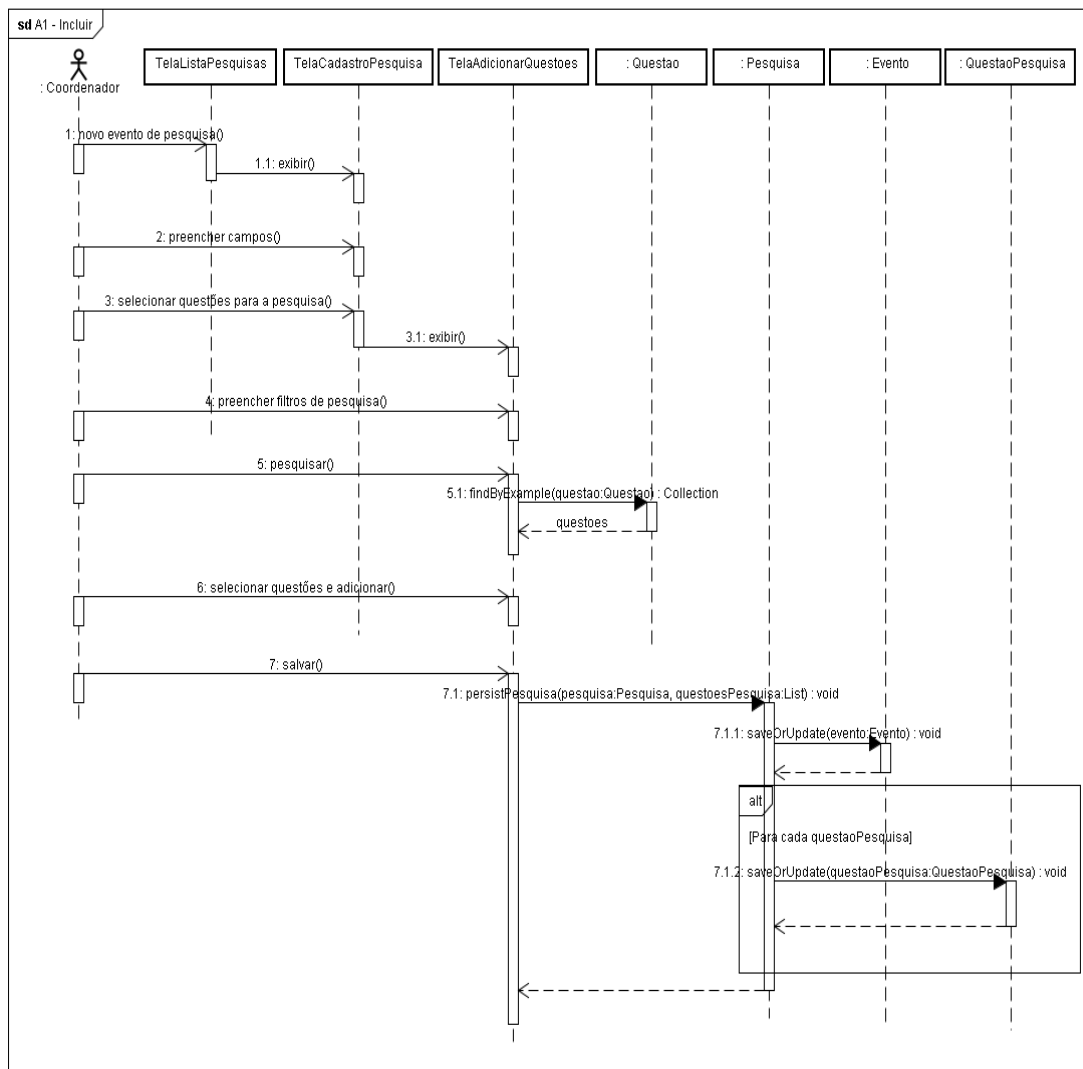 sd A1 - Incluir
: Coordenador
TelaListaPesquisas
TelaCadastroPesquisa
TelaAdicionarQuestoes
: Questao
: Pesquisa
: Evento
: QuestaoPesquisa
1: novo evento de pesquisa()
1.1: exibir()
2: preencher campos()
3: selecionar questões para a pesquisa()
3.1: exibir()
4: preencher filtros de pesquisa()
5: pesquisar()
5.1: findByExample(questao:Questao) : Collection
questoes
6: selecionar questões e adicionar()
7: salvar()
7.1: persistPesquisa(pesquisa:Pesquisa, questoesPesquisa:List) : void
7.1.1: saveOrUpdate(evento:Evento) : void
alt
[Para cada questaoPesquisa]
7.1.2: saveOrUpdate(questaoPesquisa:QuestaoPesquisa) : void